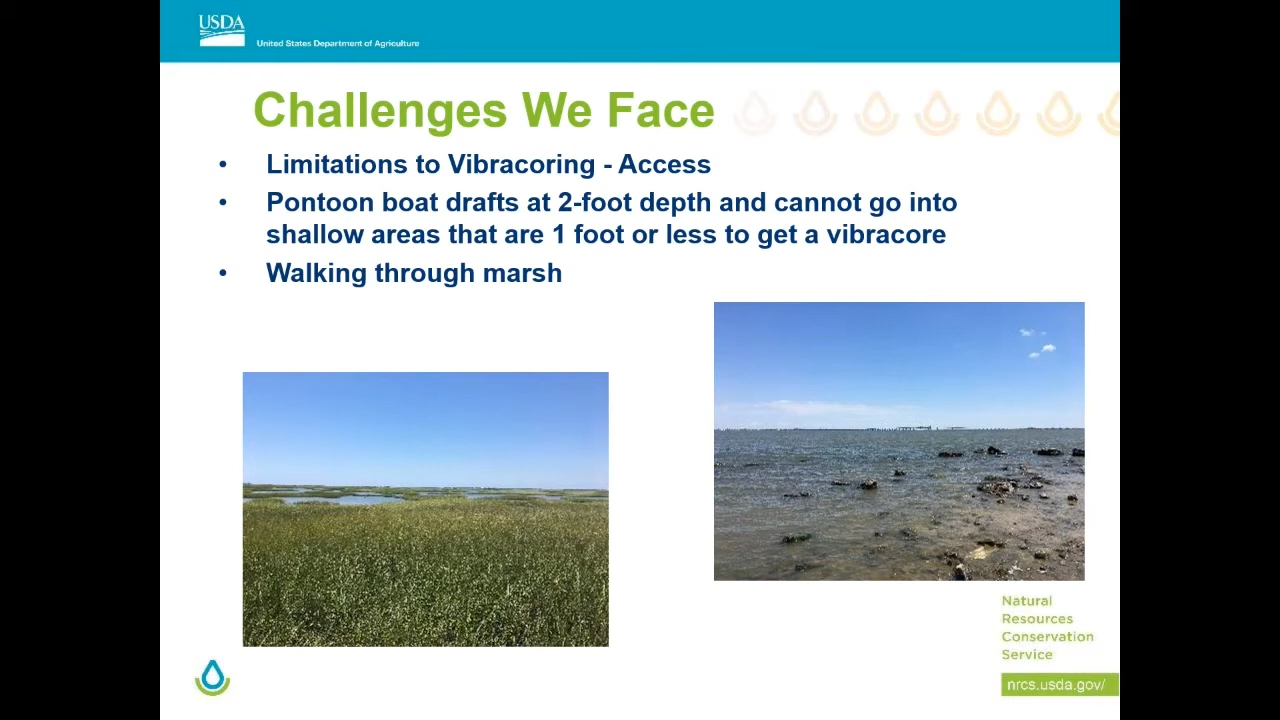 USDA
United States Department of Agriculture
Challenges We Face
• Limitations to Vibracoring - Access
• Pontoon boat drafts at 2-foot depth and cannot go into
shallow areas that are 1 foot or less to get a vibracore
• Walking through marsh
Natural
Resources
Conservation
Service
nrcs.usda.gov/